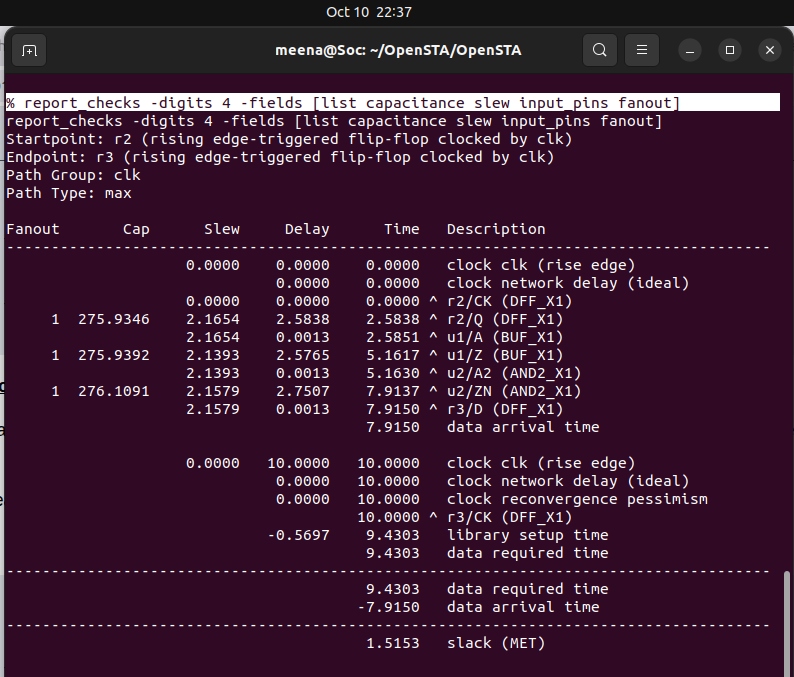 Oct 10 22:37
meena@Soc: ~/OpenSTA/OpenSTA
% report_checks -digits 4 -fields [list capacitance slew input_pins fanout]
report_checks -digits 4 -fields [list capacitance slew input_pins fanout]
Startpoint: r2 (rising edge-triggered flip-flop clocked by clk)
Endpoint: r3 (rising edge-triggered flip-flop clocked by clk)
Path Group: clk
Path Type: max
Fanout       Cap      Slew     Delay      Time   Description
-------------------------------------------------------------------------------------
                    0.0000    0.0000    0.0000   clock clk (rise edge)
                              0.0000    0.0000   clock network delay (ideal)
                    0.0000    0.0000    0.0000 ^ r2/CK (DFF_X1)
     1  275.9346    2.1654    2.5838    2.5838 ^ r2/Q (DFF_X1)
                    2.1654    0.0013    2.5851 ^ u1/A (BUF_X1)
     1  275.9392    2.1393    2.5765    5.1617 ^ u1/Z (BUF_X1)
                    2.1393    0.0013    5.1630 ^ u2/A2 (AND2_X1)
     1  276.1091    2.1579    2.7507    7.9137 ^ u2/ZN (AND2_X1)
                    2.1579    0.0013    7.9150 ^ r3/D (DFF_X1)
                                        7.9150   data arrival time
                    0.0000   10.0000   10.0000   clock clk (rise edge)
                              0.0000   10.0000   clock network delay (ideal)
                              0.0000   10.0000   clock reconvergence pessimism
                                       10.0000 ^ r3/CK (DFF_X1)
                             -0.5697    9.4303   library setup time
                                        9.4303   data required time
-------------------------------------------------------------------------------------
                                        9.4303   data required time
                                       -7.9150   data arrival time
-------------------------------------------------------------------------------------
                                        1.5153   slack (MET)